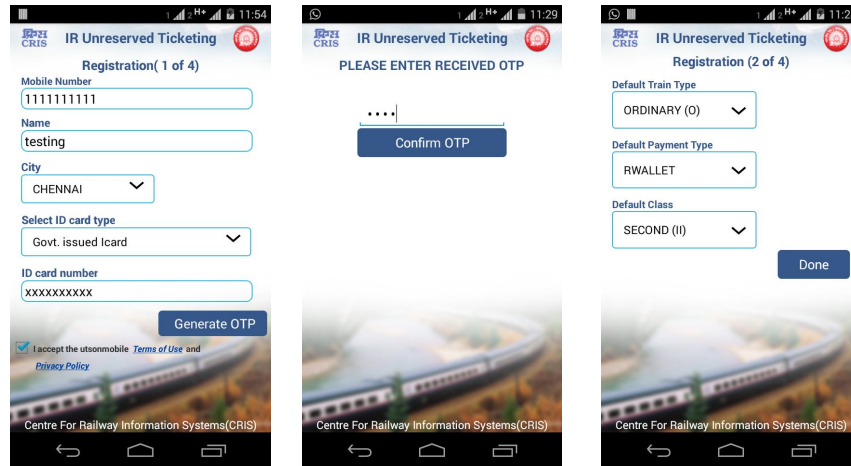 1 2 H+ 11:54
क्रिस
CRIS
IR Unreserved Ticketing
Registration( 1 of 4)
Mobile Number
1111111111
Name
testing
City
CHENNAI
Select ID card type
Govt. issued Icard
ID card number
xxxxxxxxxx
Generate OTP
I accept the utsonmobile Terms of Use and
Privacy Policy
Centre For Railway Information Systems(CRIS)
1 2 H+ 11:29
क्रिस
CRIS
IR Unreserved Ticketing
PLEASE ENTER RECEIVED OTP
••••
Confirm OTP
Centre For Railway Information Systems(CRIS)
1 2 H+ 11:2
क्रिस
CRIS
IR Unreserved Ticketing
Registration (2 of 4)
Default Train Type
ORDINARY (O)
Default Payment Type
RWALLET
Default Class
SECOND (II)
Done
Centre For Railway Information Systems(CRIS)